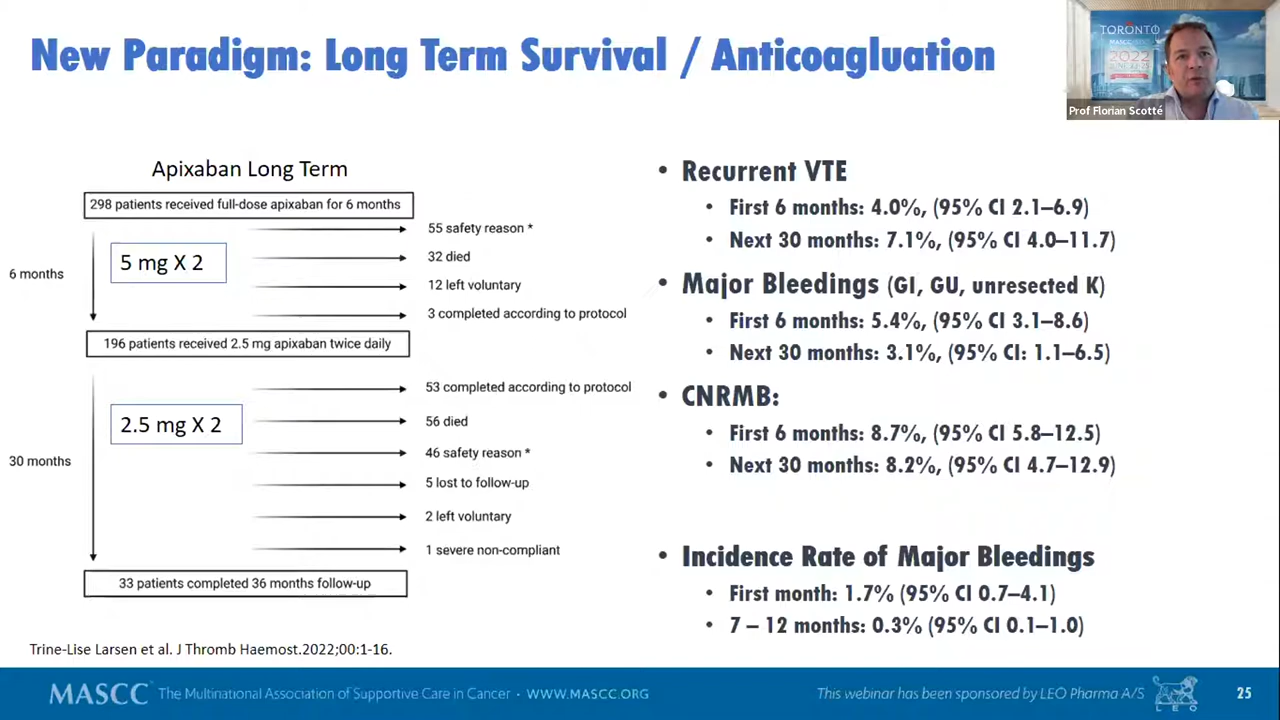 New Paradigm: Long Term Survival / Anticoagluation
TORONTO
2022
Prof Florian Scotté
Apixaban Long Term
298 patients received full-dose apixaban for 6 months
55 safety reason *
5 mg X 2
32 died
6 months
12 left voluntary
3 completed according to protocol
196 patients received 2.5 mg apixaban twice daily
53 completed according to protocol
2.5 mg X 2
56 died
30 months
46 safety reason *
5 lost to follow-up
2 left voluntary
1 severe non-compliant
33 patients completed 36 months follow-up
Trine-Lise Larsen et al. J Thromb Haemost.2022;00:1-16.
• Recurrent VTE
• First 6 months: 4.0%, (95% CI 2.1–6.9)
• Next 30 months: 7.1%, (95% CI 4.0–11.7)
• Major Bleedings (GI, GU, unresected K)
• First 6 months: 5.4%, (95% CI 3.1–8.6)
• Next 30 months: 3.1%, (95% CI: 1.1–6.5)
• CNRMB:
• First 6 months: 8.7%, (95% CI 5.8–12.5)
• Next 30 months: 8.2%, (95% CI 4.7–12.9)
• Incidence Rate of Major Bleedings
• First month: 1.7% (95% CI 0.7–4.1)
• 7 – 12 months: 0.3% (95% CI 0.1–1.0)
MASCC The Multinational Association of Supportive Care in Cancer • WWW.MASCC.ORG
This webinar has been sponsored by LEO Pharma A/S
LEO
25